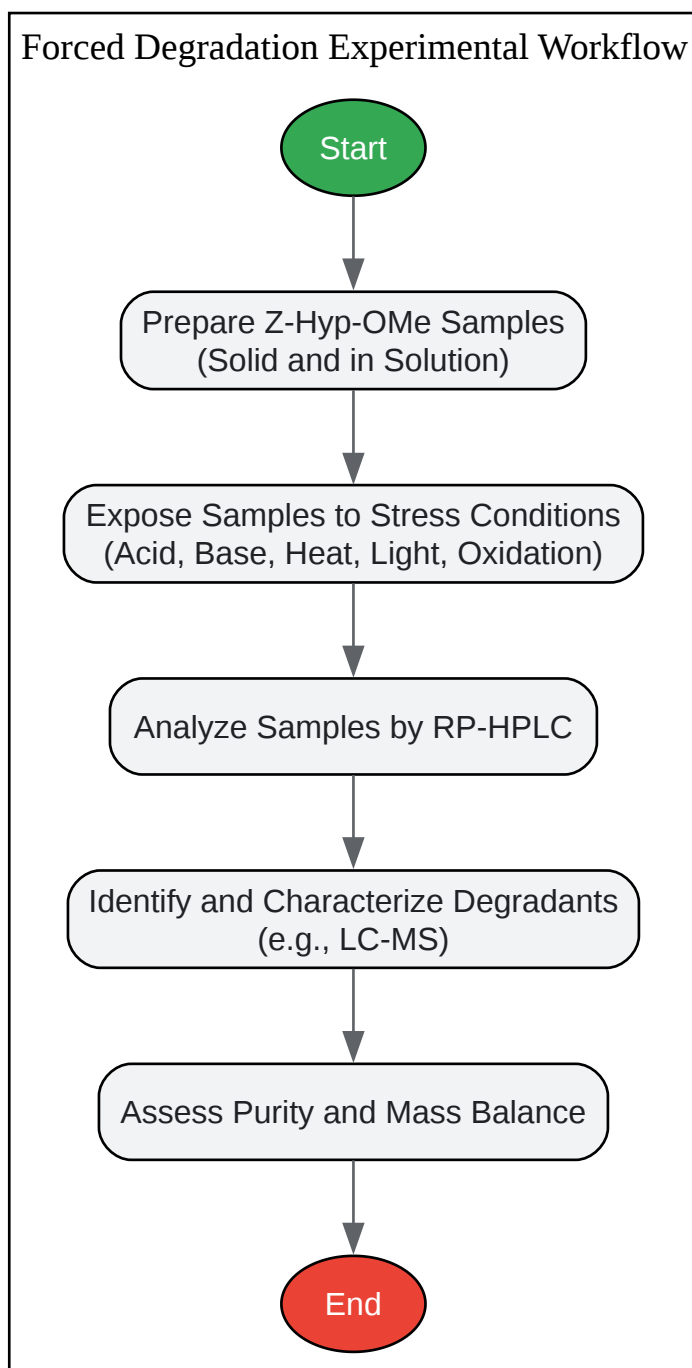 Forced Degradation Experimental Workflow
Start
Prepare Z-Hyp-OMe Samples
(Solid and in Solution)
Expose Samples to Stress Conditions
(Acid, Base, Heat, Light, Oxidation)
Analyze Samples by RP-HPLC
Identify and Characterize Degradants
(e.g., LC-MS)
Assess Purity and Mass Balance
End